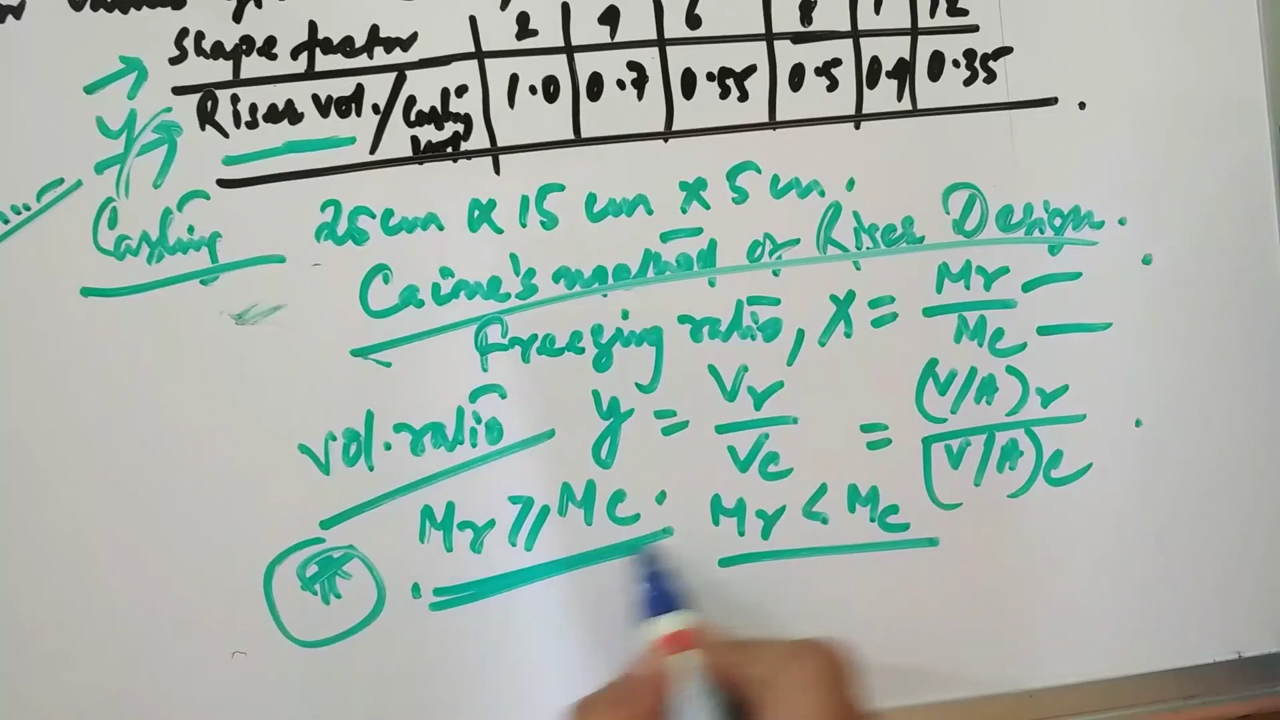 values
Shape factor 2 4 6 8 12
Riser vol. / Casting vol. 1.0 0.7 0.55 0.5 0.4 0.35
y
Casting 25cm x 15 cm x 5 cm.
Caine's method of Riser Design.
Freezing ratio, X = Mr / Mc
vol. ratio y = Vr / Vc = (V/A)r / (V/A)c
Mr ⩾ Mc. Mr < Mc